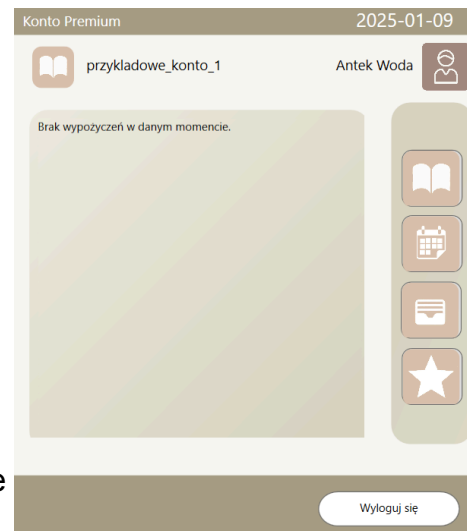 Konto Premium 2025-01-09
przykladowe_konto_1 Antek Woda
Brak wypożyczeń w danym momencie.
e
Wyloguj się